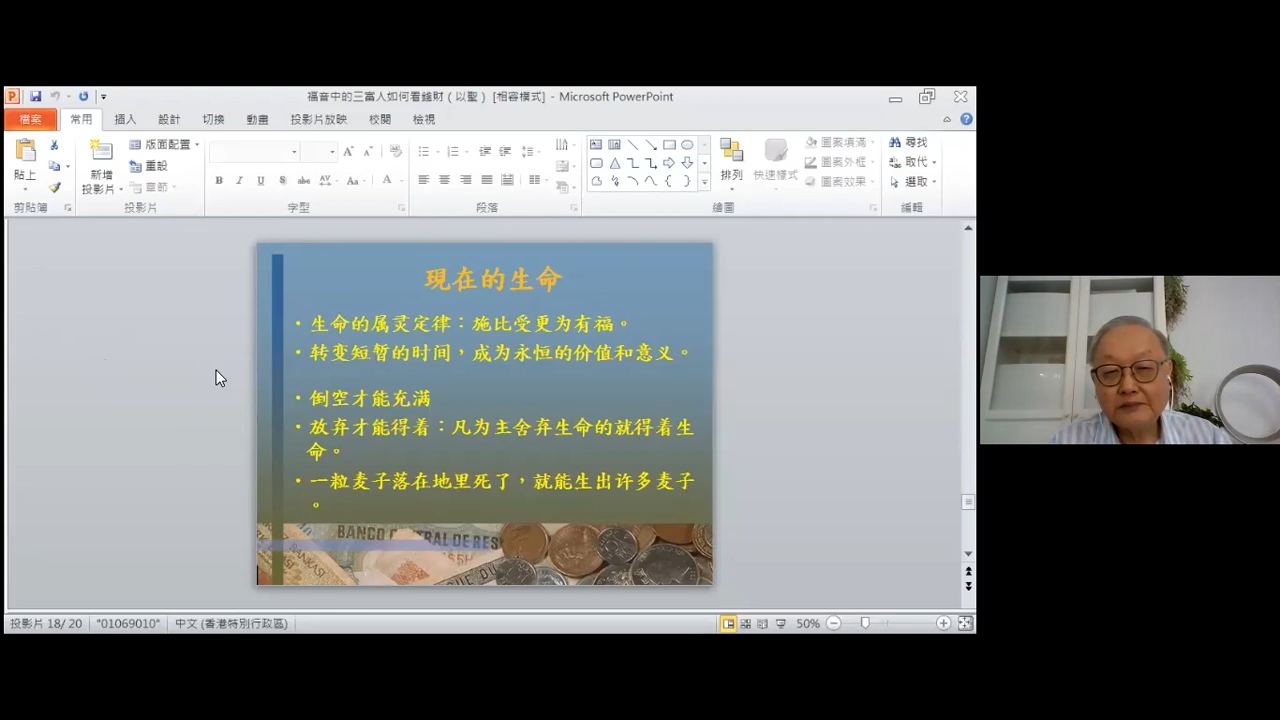 福音中的三富人如何看錢財（以聖）[相容模式] - Microsoft PowerPoint
檔案 常用 插入 設計 切換 動畫 投影片放映 校閱 檢視
貼上 新增 投影片 版面配置 重設 章節
排列 快速樣式 圖案填滿 圖案外框 圖案效果 尋找 取代 選取
剪貼簿 投影片 字型 段落 繪圖 編輯
現在的生命
• 生命的属灵定律：施比受更为有福。
• 转变短暂的时间，成为永恒的价值和意义。
• 倒空才能充满
• 放弃才能得着：凡为主舍弃生命的就得着生
命。
• 一粒麦子落在地里死了，就能生出许多麦子
。
BANCO CENTRAL DE RES
投影片 18/ 20 "01069010" 中文 (香港特別行政區) 50%